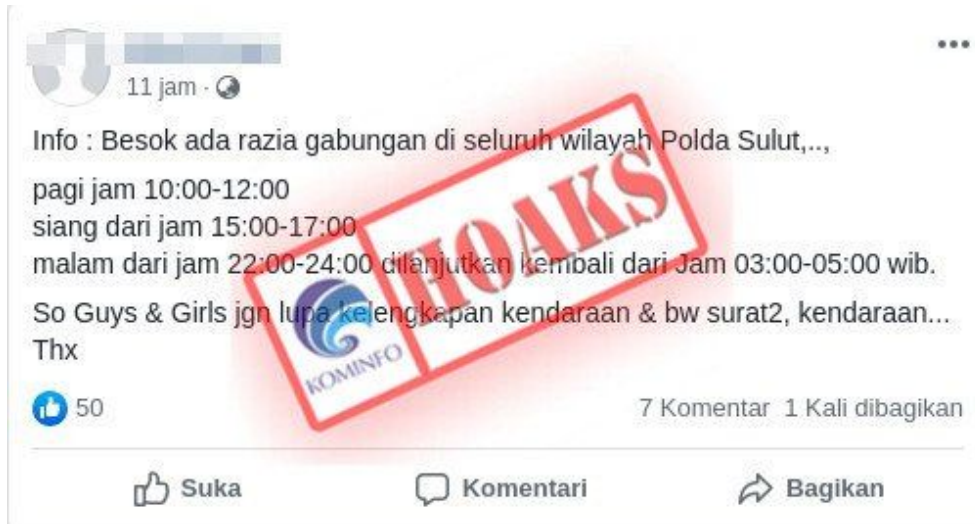 11 jam ·
Info : Besok ada razia gabungan di seluruh wilayah Polda Sulut,..,
pagi jam 10:00-12:00
siang dari jam 15:00-17:00
malam dari jam 22:00-24:00 dilanjutkan kembali dari Jam 03:00-05:00 wib.
So Guys & Girls jgn lupa kelengkapan kendaraan & bw surat2, kendaraan...
Thx
HOAKS
KOMINFO
50
7 Komentar 1 Kali dibagikan
Suka
Komentari
Bagikan